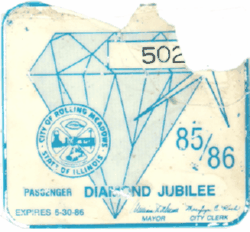 502
85/
86
CITY OF ROLLING MEADOWS
STATE OF ILLINOIS
PASSENGER DIAMOND JUBILEE
EXPIRES 6-30-86 MAYOR CITY CLERK